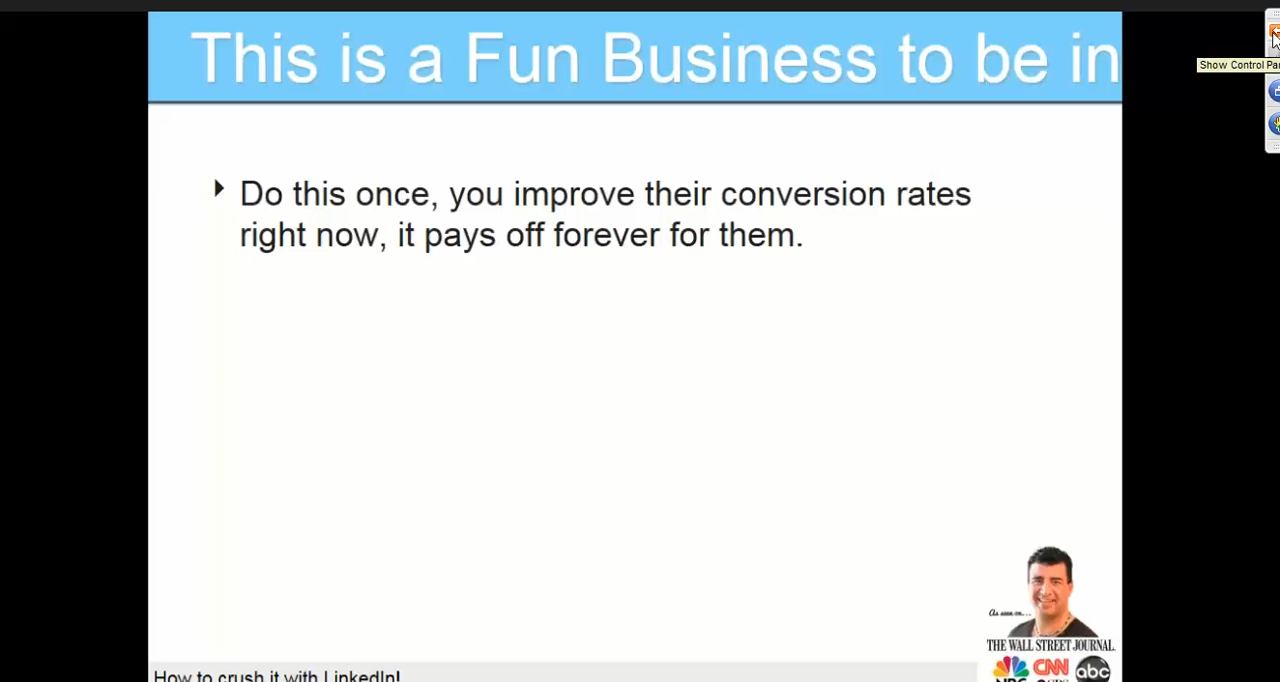 This is a Fun Business to be in
Show Control Pa
Do this once, you improve their conversion rates
right now, it pays off forever for them.
As seen on...
THE WALL STREET JOURNAL.
NBC CNN abc
How to crush it with LinkedIn!